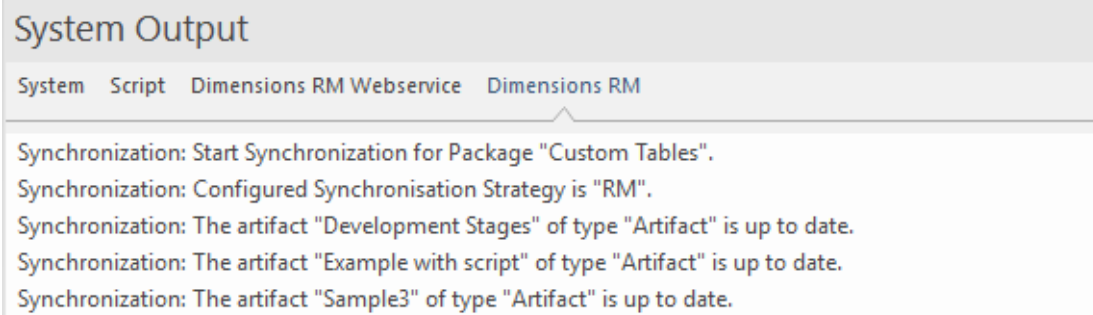 System Output
System Script Dimensions RM Webservice Dimensions RM
Synchronization: Start Synchronization for Package "Custom Tables".
Synchronization: Configured Synchronisation Strategy is "RM".
Synchronization: The artifact "Development Stages" of type "Artifact" is up to date.
Synchronization: The artifact "Example with script" of type "Artifact" is up to date.
Synchronization: The artifact "Sample3" of type "Artifact" is up to date.